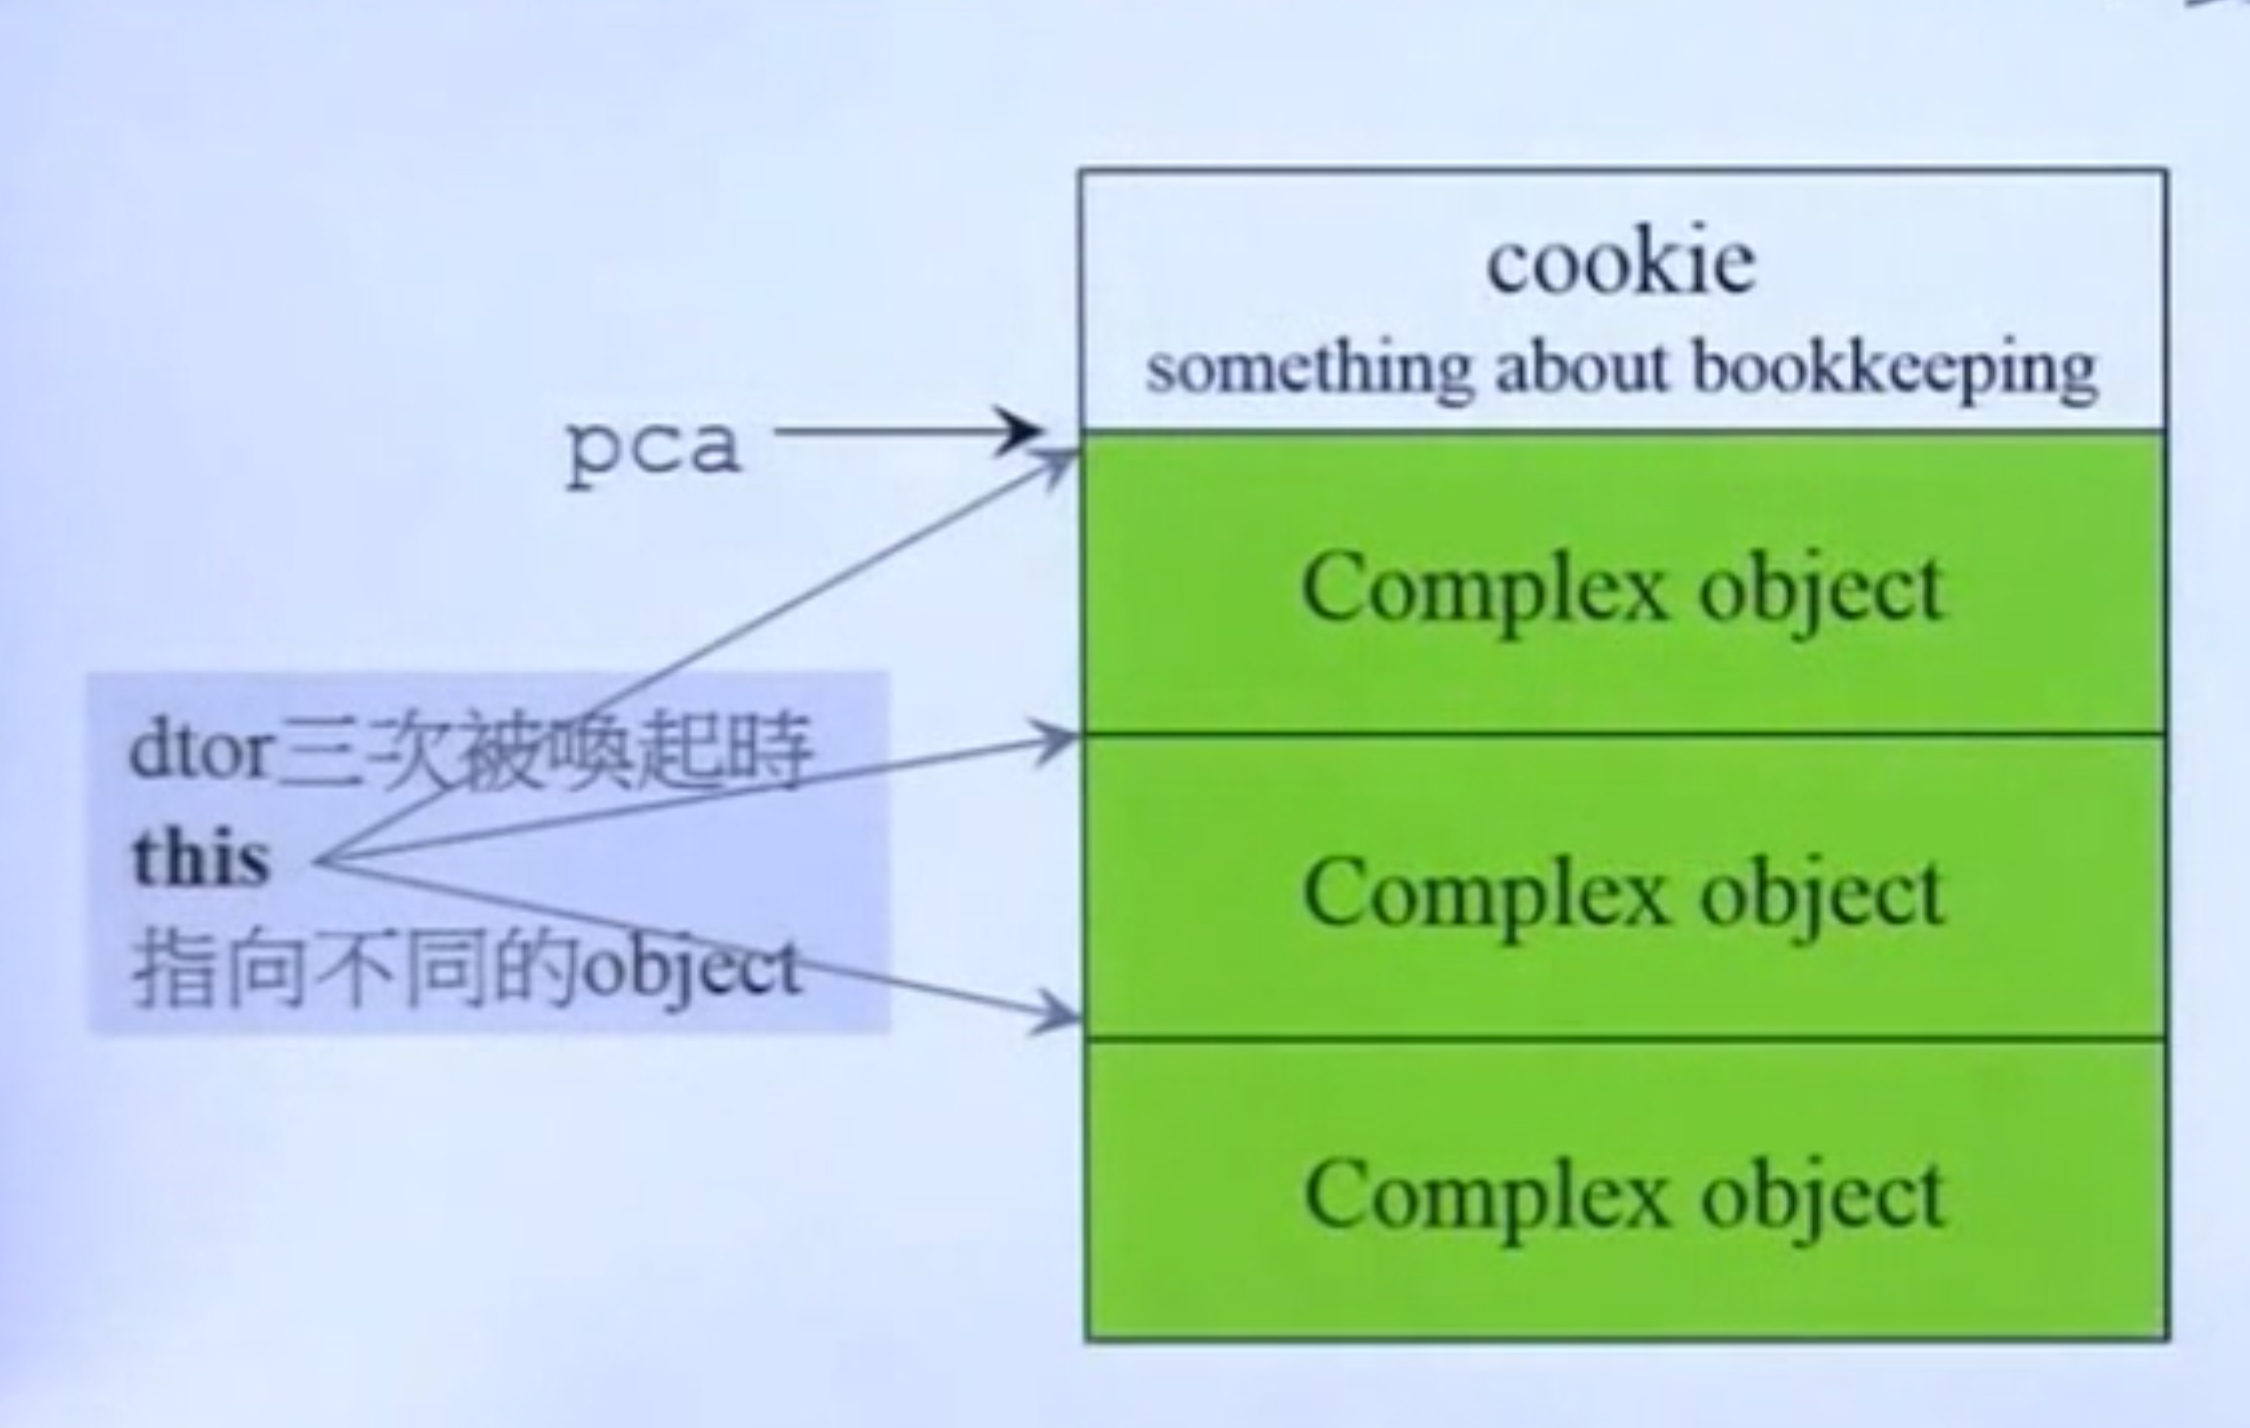 cookie
something about bookkeeping
pca
Complex object
dtor三次被喚起時
this
指向不同的object
Complex object
Complex object